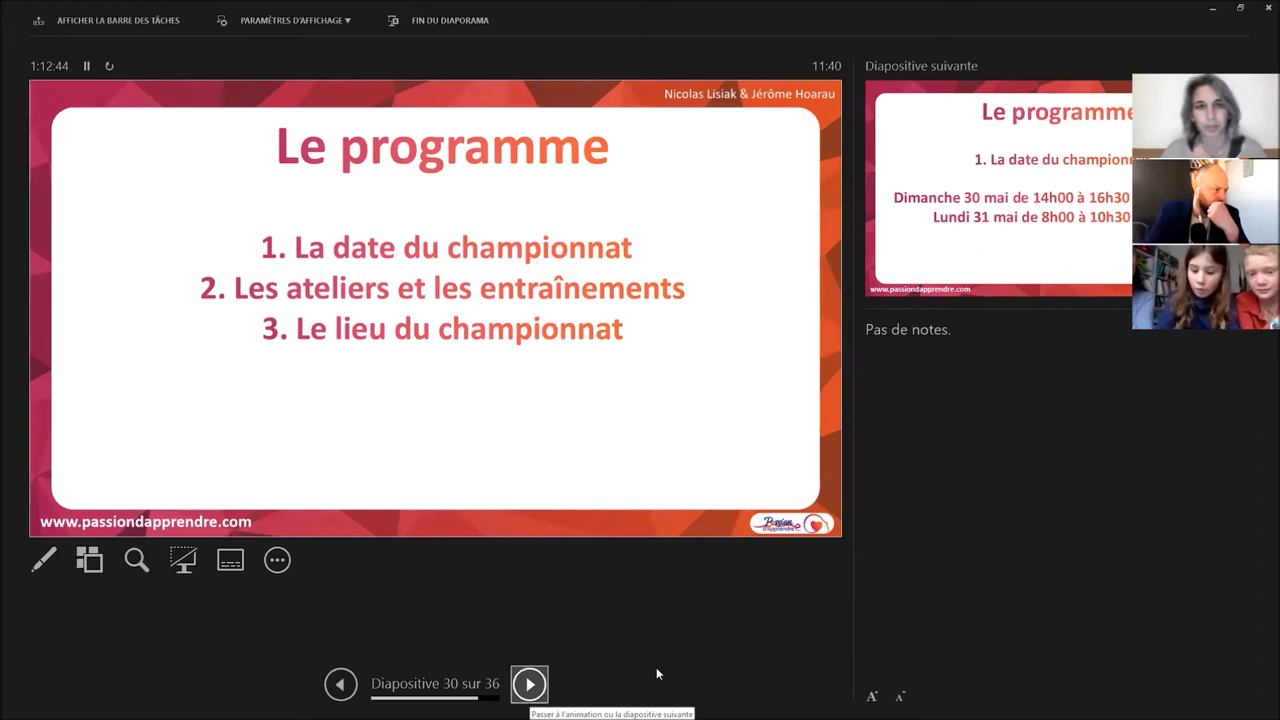 AFFICHER LA BARRE DES TÂCHES
PARAMÈTRES D'AFFICHAGE ▼
FIN DU DIAPORAMA
1:12:44
11:40
Nicolas Lisiak & Jérôme Hoarau
Le programme
1. La date du championnat
2. Les ateliers et les entraînements
3. Le lieu du championnat
www.passiondapprendre.com
Passion d'apprendre
Diapositive suivante
Le programme
1. La date du championn
Dimanche 30 mai de 14h00 à 16h30
Lundi 31 mai de 8h00 à 10h30
www.passiondapprendre.com
Pas de notes.
Diapositive 30 sur 36
Passer à l'animation ou la diapositive suivante
A A